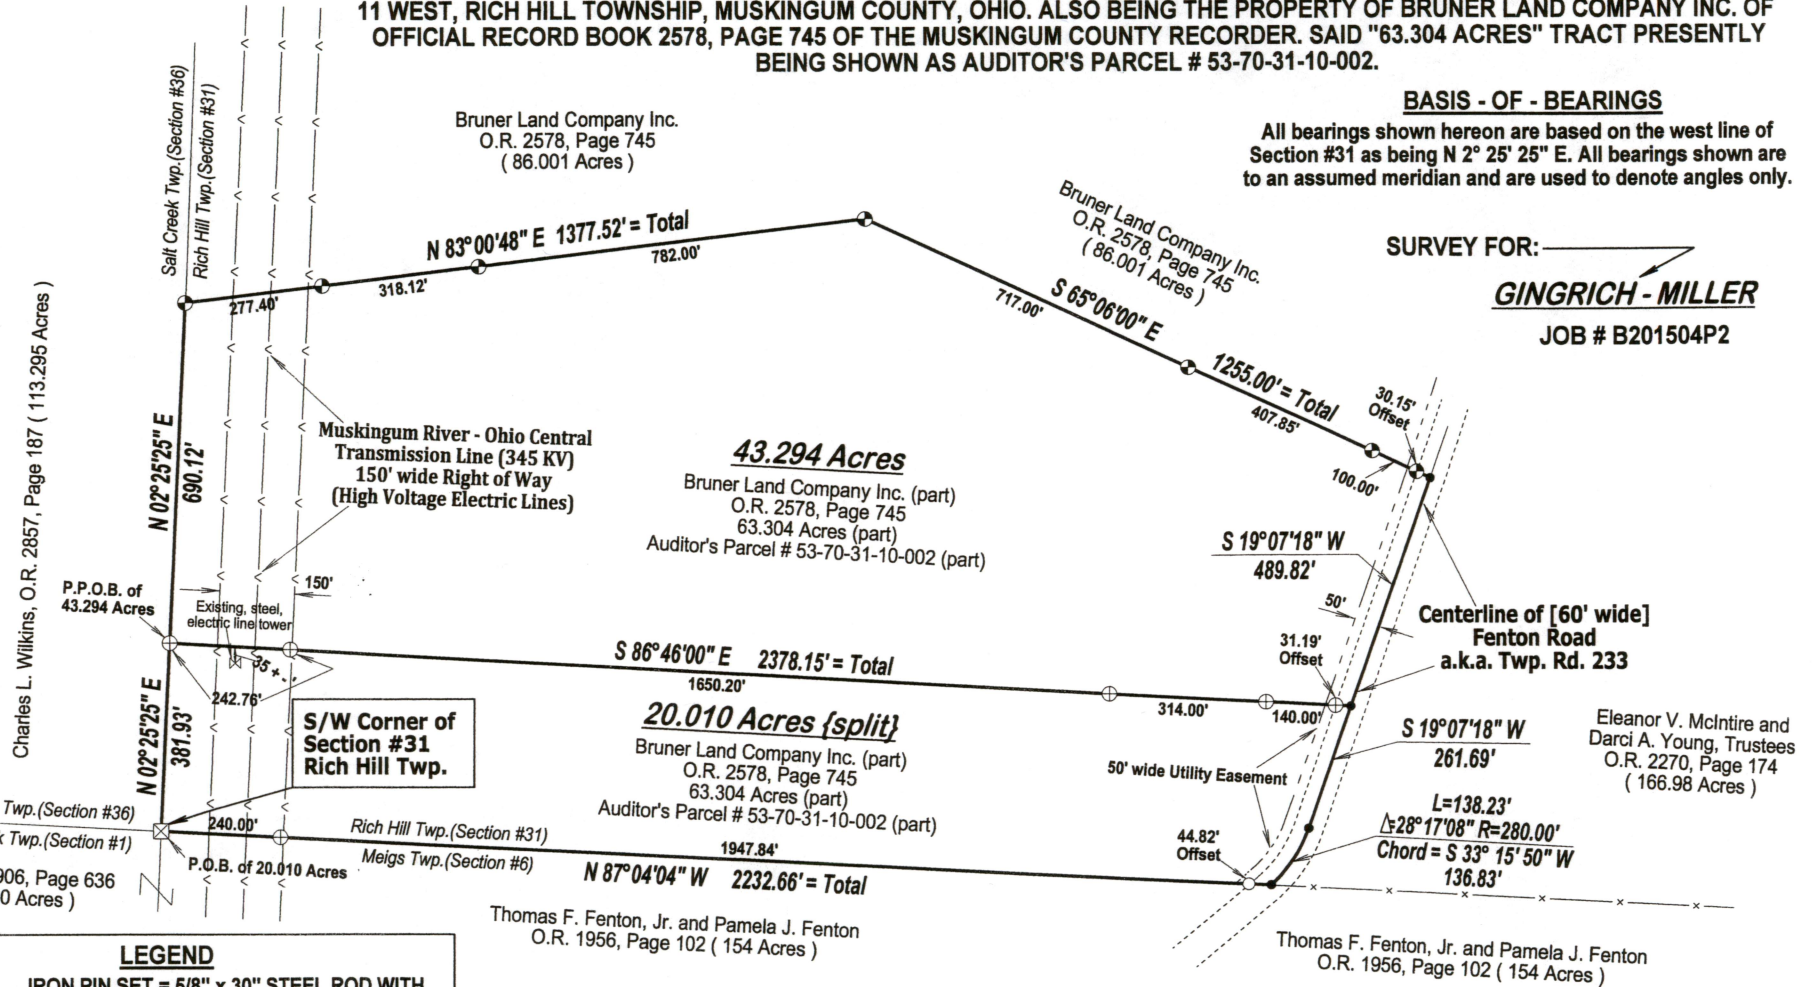 11 WEST, RICH HILL TOWNSHIP, MUSKINGUM COUNTY, OHIO. ALSO BEING THE PROPERTY OF BRUNER LAND COMPANY INC. OF
OFFICIAL RECORD BOOK 2578, PAGE 745 OF THE MUSKINGUM COUNTY RECORDER. SAID "63.304 ACRES" TRACT PRESENTLY
BEING SHOWN AS AUDITOR'S PARCEL # 53-70-31-10-002.
BASIS - OF - BEARINGS
All bearings shown hereon are based on the west line of
Section #31 as being N 2° 25' 25" E. All bearings shown are
to an assumed meridian and are used to denote angles only.
SURVEY FOR:
GINGRICH - MILLER
JOB # B201504P2
Salt Creek Twp.(Section #36)
Rich Hill Twp.(Section #31)
Bruner Land Company Inc.
O.R. 2578, Page 745
( 86.001 Acres )
Bruner Land Company Inc.
O.R. 2578, Page 745
( 86.001 Acres )
N 83°00'48" E 1377.52' = Total
277.40'
318.12'
782.00'
S 65°06'00" E
717.00'
1255.00' = Total
407.85'
30.15'
Offset
100.00'
Charles L. Wilkins, O.R. 2857, Page 187 ( 113.295 Acres )
N 02°25'25" E
690.12'
Muskingum River - Ohio Central
Transmission Line (345 KV)
150' wide Right of Way
(High Voltage Electric Lines)
43.294 Acres
Bruner Land Company Inc. (part)
O.R. 2578, Page 745
63.304 Acres (part)
Auditor's Parcel # 53-70-31-10-002 (part)
S 19°07'18" W
489.82'
50'
Centerline of [60' wide]
Fenton Road
a.k.a. Twp. Rd. 233
P.P.O.B. of
43.294 Acres
150'
Existing, steel,
electric line tower
35 + - '
242.76'
S 86°46'00" E 2378.15' = Total
1650.20'
314.00'
140.00'
31.19'
Offset
N 02°25'25" E
381.93'
S/W Corner of
Section #31
Rich Hill Twp.
20.010 Acres {split}
Bruner Land Company Inc. (part)
O.R. 2578, Page 745
63.304 Acres (part)
Auditor's Parcel # 53-70-31-10-002 (part)
50' wide Utility Easement
S 19°07'18" W
261.69'
Eleanor V. McIntire and
Darci A. Young, Trustees
O.R. 2270, Page 174
( 166.98 Acres )
L=138.23'
Δ=28°17'08" R=280.00'
Chord = S 33° 15' 50" W
136.83'
44.82'
Offset
Twp.(Section #36)
k Twp.(Section #1)
240.00'
P.O.B. of 20.010 Acres
Rich Hill Twp.(Section #31)
Meigs Twp.(Section #6)
1947.84'
N 87°04'04" W 2232.66' = Total
906, Page 636
0 Acres )
Thomas F. Fenton, Jr. and Pamela J. Fenton
O.R. 1956, Page 102 ( 154 Acres )
Thomas F. Fenton, Jr. and Pamela J. Fenton
O.R. 1956, Page 102 ( 154 Acres )
LEGEND
IRON PIN SET = 5/8" x 30" STEEL ROD WITH